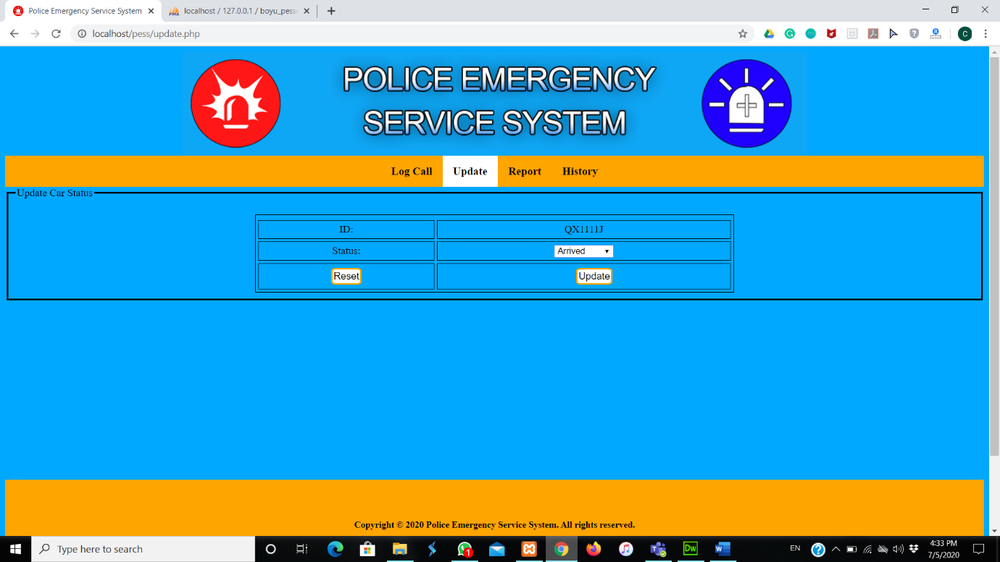 Police Emergency Service System
localhost / 127.0.0.1 / boyu_pess
localhost/pess/update.php
C
POLICE EMERGENCY
SERVICE SYSTEM
Log Call Update Report History
Update Car Status
ID: QX1111J
Status: Arrived
Reset Update
Copyright © 2020 Police Emergency Service System. All rights reserved.
Type here to search
1
Dw
W
EN
4:33 PM
7/5/2020